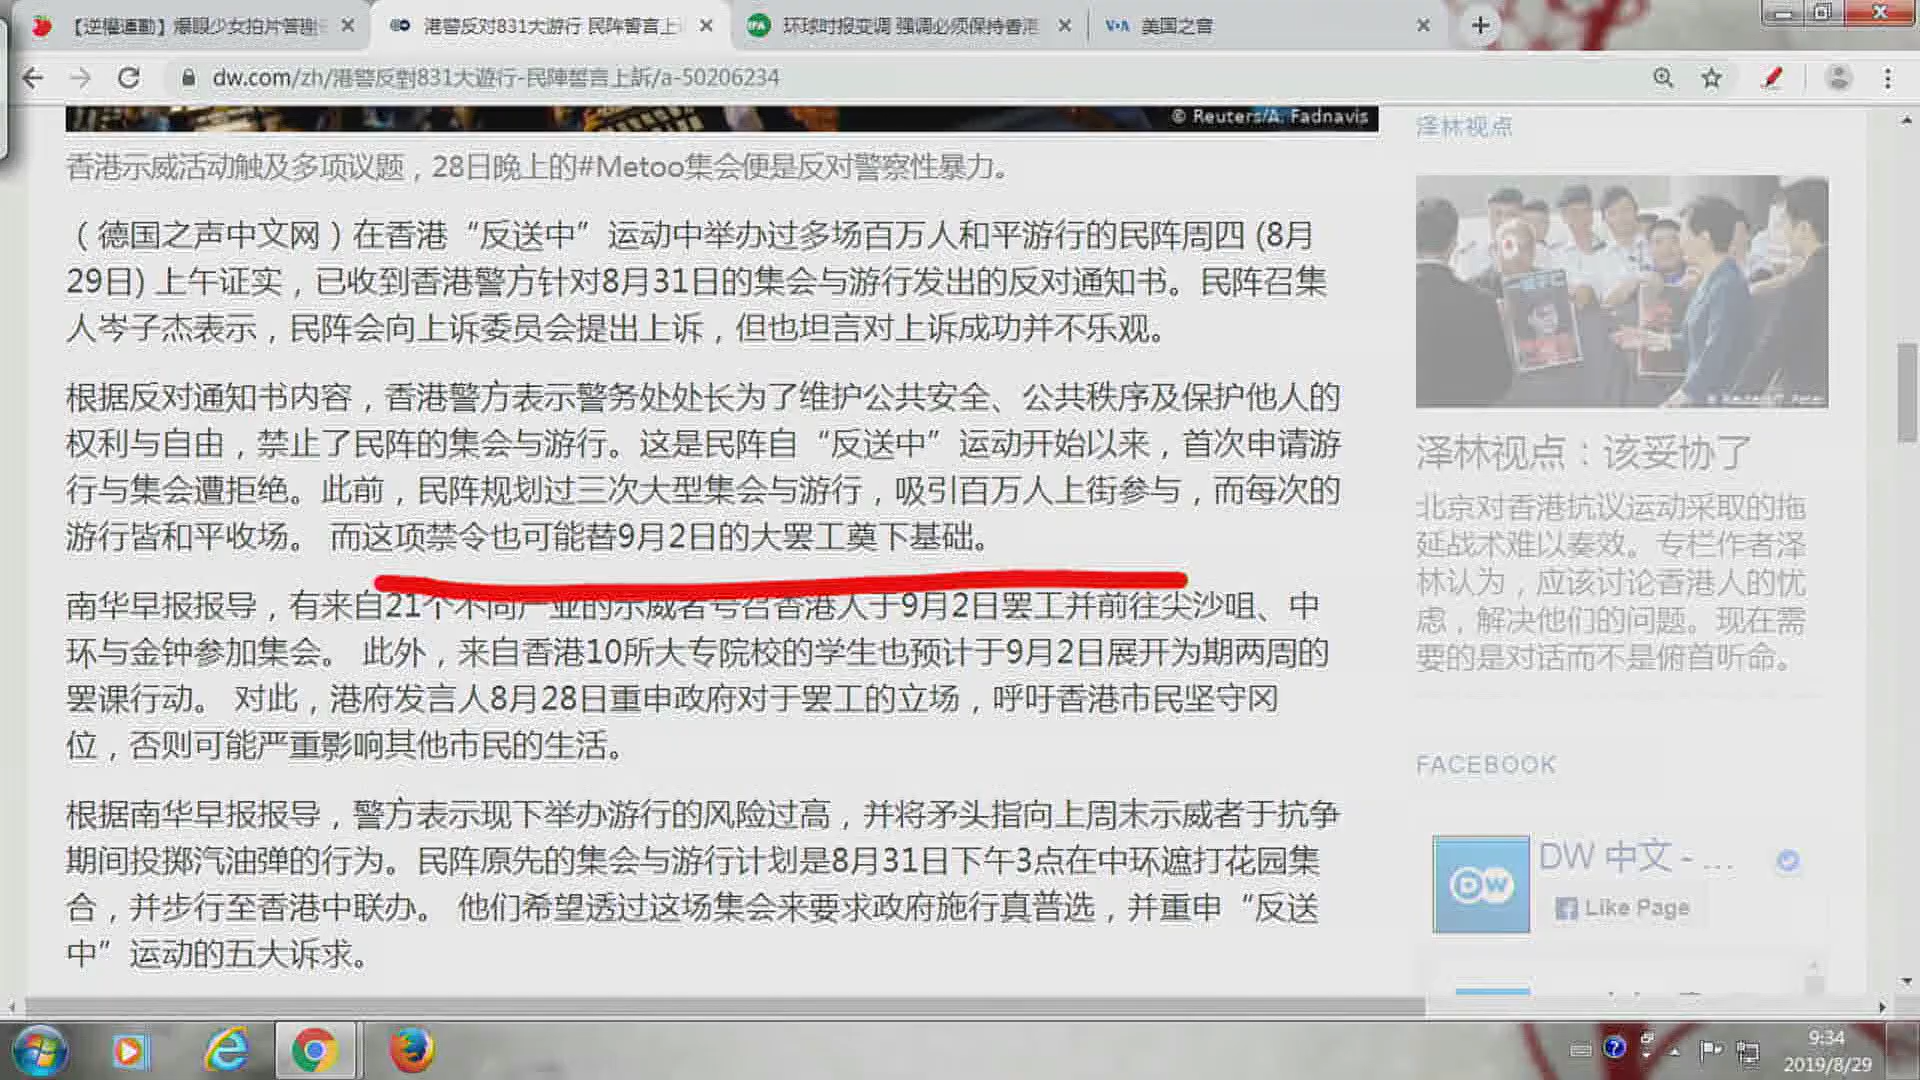 【逆權運動】爆眼少女拍片答謝
港警反对831大游行 民阵誓言上
环球时报变调 强调必须保持香港
VOA 美国之音
dw.com/zh/港警反對831大遊行-民陣誓言上訴/a-50206234
© Reuters/A. Fadnavis
香港示威活动触及多项议题，28日晚上的#Metoo集会便是反对警察性暴力。
（德国之声中文网）在香港“反送中”运动中举办过多场百万人和平游行的民阵周四 (8月
29日) 上午证实，已收到香港警方针对8月31日的集会与游行发出的反对通知书。民阵召集
人岑子杰表示，民阵会向上诉委员会提出上诉，但也坦言对上诉成功并不乐观。
根据反对通知书内容，香港警方表示警务处处长为了维护公共安全、公共秩序及保护他人的
权利与自由，禁止了民阵的集会与游行。这是民阵自“反送中”运动开始以来，首次申请游
行与集会遭拒绝。此前，民阵规划过三次大型集会与游行，吸引百万人上街参与，而每次的
游行皆和平收场。 而这项禁令也可能替9月2日的大罢工奠下基础。
南华早报报导，有来自21个不同产业的示威者号召香港人于9月2日罢工并前往尖沙咀、中
环与金钟参加集会。 此外，来自香港10所大专院校的学生也预计于9月2日展开为期两周的
罢课行动。 对此，港府发言人8月28日重申政府对于罢工的立场，呼吁香港市民坚守冈
位，否则可能严重影响其他市民的生活。
根据南华早报报导，警方表示现下举办游行的风险过高，并将矛头指向上周末示威者于抗争
期间投掷汽油弹的行为。民阵原先的集会与游行计划是8月31日下午3点在中环遮打花园集
合，并步行至香港中联办。 他们希望透过这场集会来要求政府施行真普选，并重申“反送
中”运动的五大诉求。
泽林视点
泽林视点：该妥协了
北京对香港抗议运动采取的拖
延战术难以奏效。专栏作者泽
林认为，应该讨论香港人的忧
虑，解决他们的问题。现在需
要的是对话而不是俯首听命。
FACEBOOK
DW
DW 中文 - ...
Like Page
9:34
2019/8/29